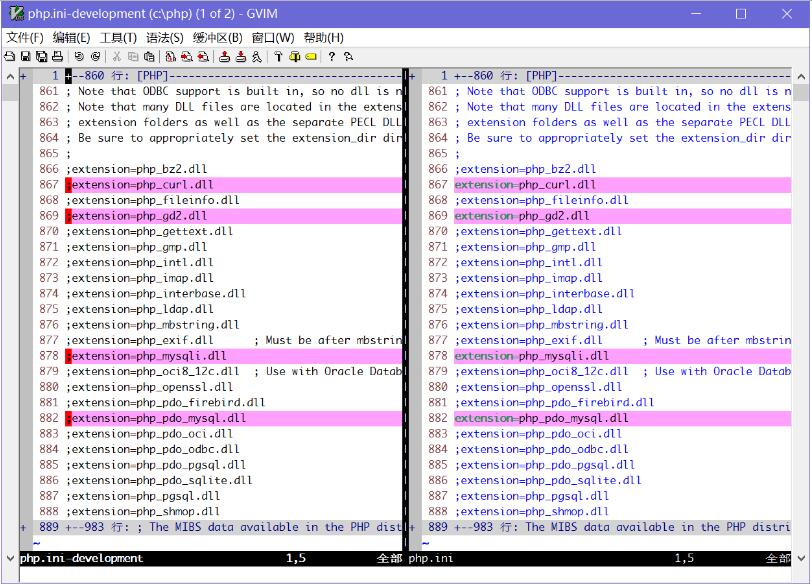 php.ini-development (c:\php) (1 of 2) - GVIM
文件(F) 编辑(E) 工具(T) 语法(S) 缓冲区(B) 窗口(W) 帮助(H)
+ 1 +--860 行: [PHP]
861 ; Note that ODBC support is built in, so no dll is n
862 ; Note that many DLL files are located in the extens
863 ; extension folders as well as the separate PECL DLL
864 ; Be sure to appropriately set the extension_dir dir
865 ;
866 ;extension=php_bz2.dll
867 ;extension=php_curl.dll
868 ;extension=php_fileinfo.dll
869 ;extension=php_gd2.dll
870 ;extension=php_gettext.dll
871 ;extension=php_gmp.dll
872 ;extension=php_intl.dll
873 ;extension=php_imap.dll
874 ;extension=php_interbase.dll
875 ;extension=php_ldap.dll
876 ;extension=php_mbstring.dll
877 ;extension=php_exif.dll ; Must be after mbstrin
878 ;extension=php_mysqli.dll
879 ;extension=php_oci8_12c.dll ; Use with Oracle Datab
880 ;extension=php_openssl.dll
881 ;extension=php_pdo_firebird.dll
882 ;extension=php_pdo_mysql.dll
883 ;extension=php_pdo_oci.dll
884 ;extension=php_pdo_odbc.dll
885 ;extension=php_pdo_pgsql.dll
886 ;extension=php_pdo_sqlite.dll
887 ;extension=php_pgsql.dll
888 ;extension=php_shmop.dll
+ 889 +--983 行: ; The MIBS data available in the PHP dist
~
php.ini-development 1,5 全部
+ 1 +--860 行: [PHP]
861 ; Note that ODBC support is built in, so no dll is n
862 ; Note that many DLL files are located in the extens
863 ; extension folders as well as the separate PECL DLL
864 ; Be sure to appropriately set the extension_dir dir
865 ;
866 ;extension=php_bz2.dll
867 extension=php_curl.dll
868 ;extension=php_fileinfo.dll
869 extension=php_gd2.dll
870 ;extension=php_gettext.dll
871 ;extension=php_gmp.dll
872 ;extension=php_intl.dll
873 ;extension=php_imap.dll
874 ;extension=php_interbase.dll
875 ;extension=php_ldap.dll
876 ;extension=php_mbstring.dll
877 ;extension=php_exif.dll ; Must be after mbstrin
878 extension=php_mysqli.dll
879 ;extension=php_oci8_12c.dll ; Use with Oracle Datab
880 ;extension=php_openssl.dll
881 ;extension=php_pdo_firebird.dll
882 extension=php_pdo_mysql.dll
883 ;extension=php_pdo_oci.dll
884 ;extension=php_pdo_odbc.dll
885 ;extension=php_pdo_pgsql.dll
886 ;extension=php_pdo_sqlite.dll
887 ;extension=php_pgsql.dll
888 ;extension=php_shmop.dll
+ 889 +--983 行: ; The MIBS data available in the PHP distri
~
php.ini 1,5 全部